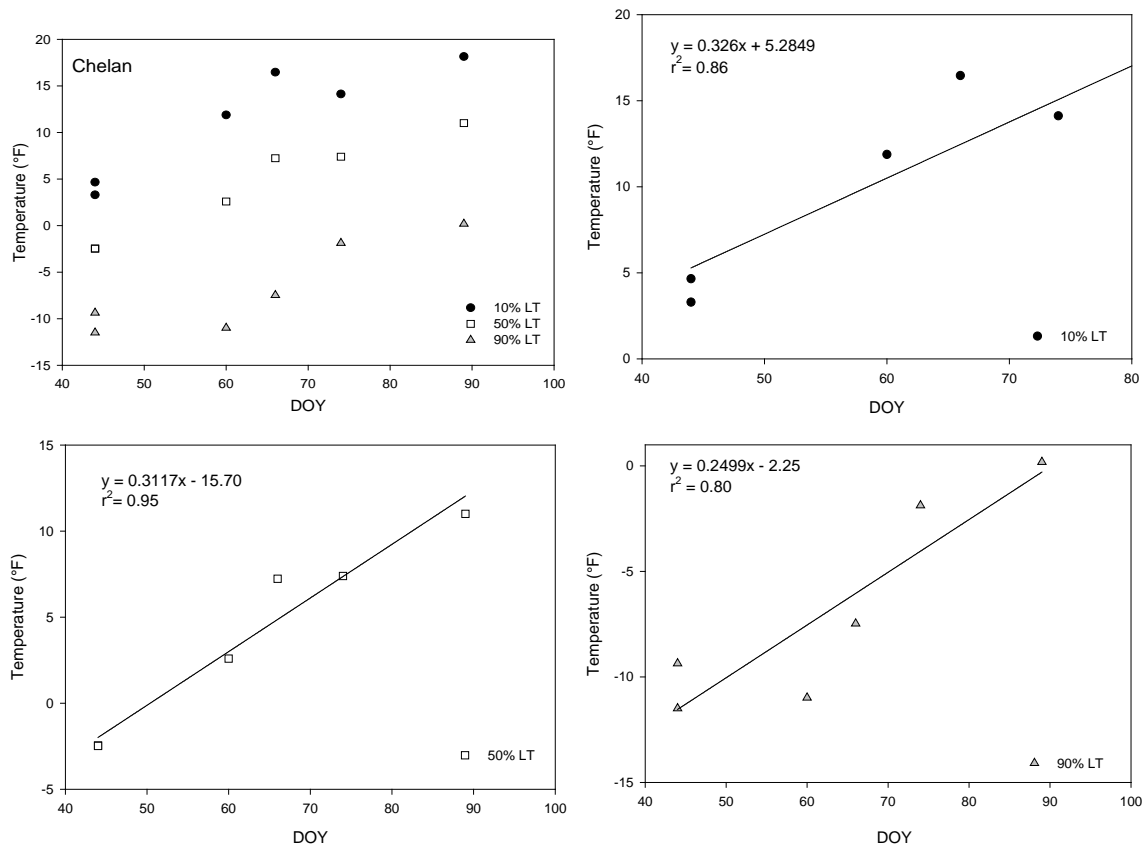 Chelan
Temperature (°F)
20
15
10
5
0
-5
-10
-15
10% LT
50% LT
90% LT
40 50 60 70 80 90 100
DOY
y = 0.326x + 5.2849
r² = 0.86
Temperature (°F)
20
15
10
5
0
10% LT
40 50 60 70 80
DOY
y = 0.3117x - 15.70
r² = 0.95
Temperature (°F)
15
10
5
0
-5
50% LT
40 50 60 70 80 90 100
DOY
y = 0.2499x - 2.25
r² = 0.80
Temperature (°F)
0
-5
-10
-15
90% LT
40 50 60 70 80 90 100
DOY